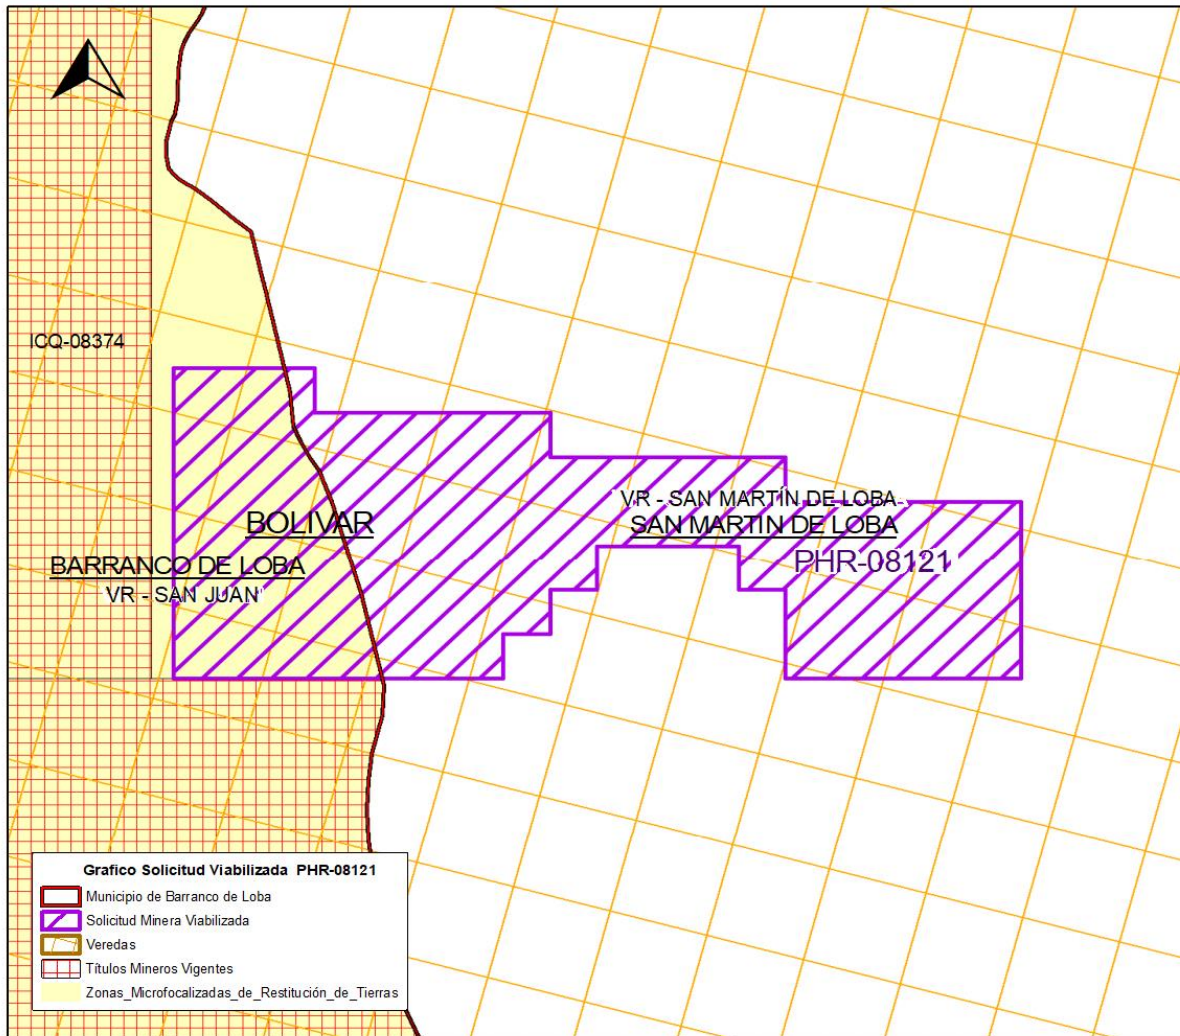 ICQ-08374
VR - SAN MARTÍN DE LOBA
BOLIVAR
SAN MARTIN DE LOBA
BARRANCO DE LOBA
PHR-08121
VR - SAN JUAN
Grafico Solicitud Viabilizada PHR-08121
Municipio de Barranco de Loba
Solicitud Minera Viabilizada
Veredas
Títulos Mineros Vigentes
Zonas_Microfocalizadas_de_Restitución_de_Tierras